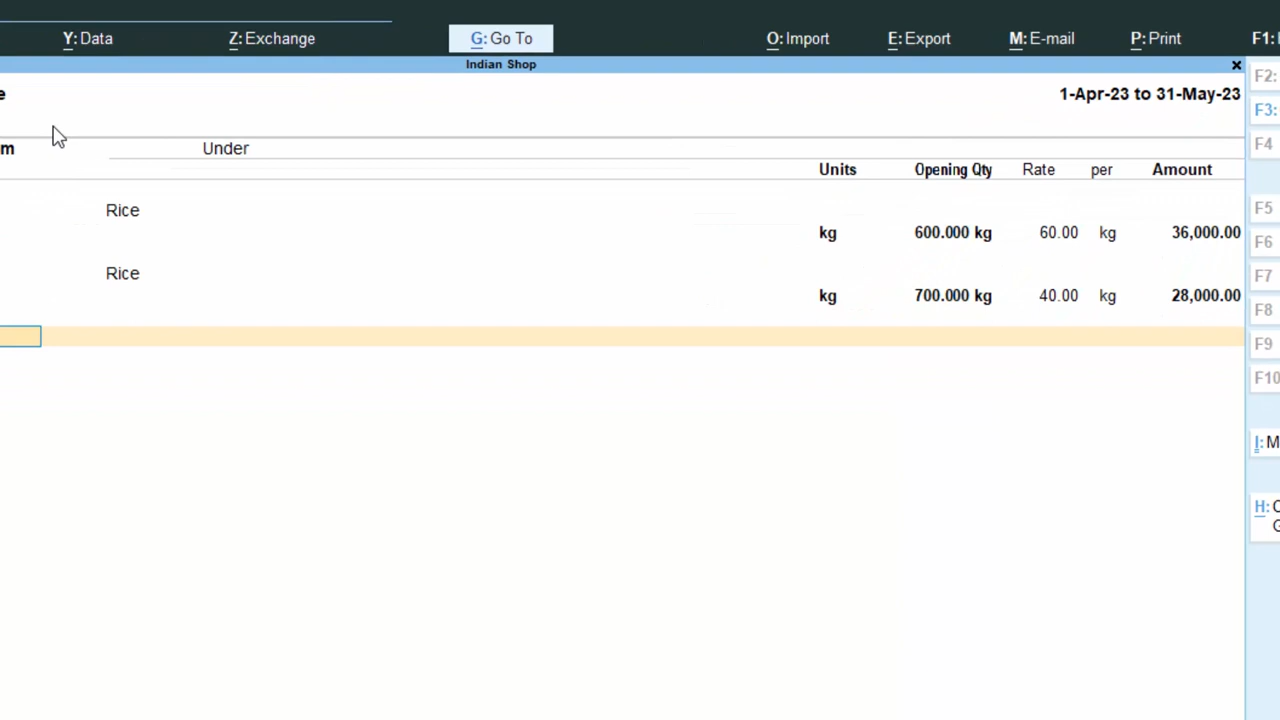 Y: Data Z: Exchange G: Go To O: Import E: Export M: E-mail P: Print F1:
Indian Shop
F2:
e 1-Apr-23 to 31-May-23
F3:
F4
m Under
Units Opening Qty Rate per Amount
Rice
F5
kg 600.000 kg 60.00 kg 36,000.00
F6
Rice
F7
kg 700.000 kg 40.00 kg 28,000.00
F8
F9
F10
I: M
H: C
G